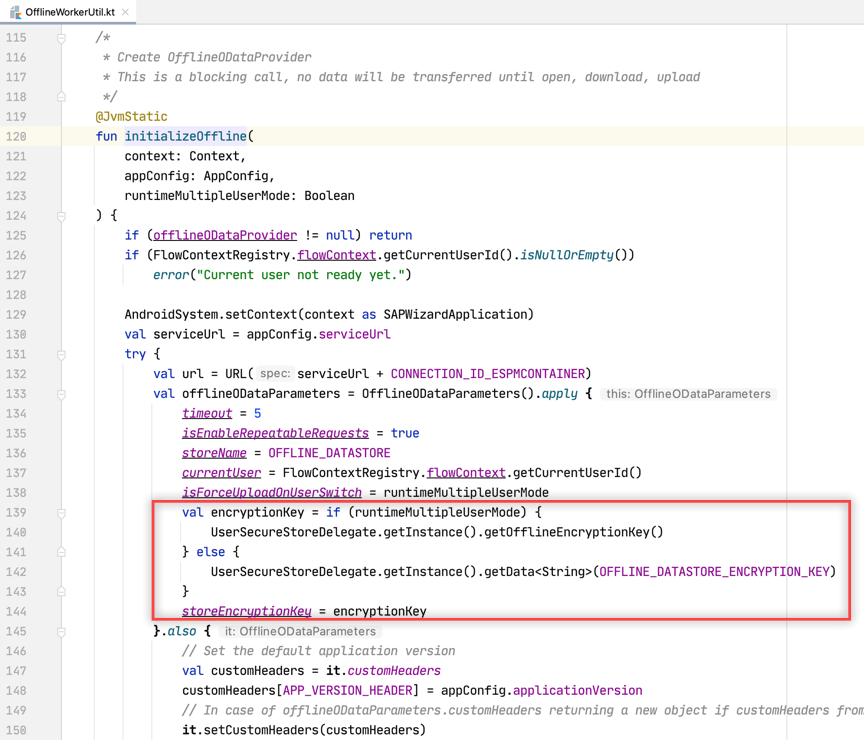 OfflineWorkerUtil.kt ×
115 /*
116 * Create OfflineODataProvider
117 * This is a blocking call, no data will be transferred until open, download, upload
118 */
119 @JvmStatic
120 fun initializeOffline(
121 context: Context,
122 appConfig: AppConfig,
123 runtimeMultipleUserMode: Boolean
124 ) {
125 if (offlineODataProvider != null) return
126 if (FlowContextRegistry.flowContext.getCurrentUserId().isNullOrEmpty())
127 error("Current user not ready yet.")
128
129 AndroidSystem.setContext(context as SAPWizardApplication)
130 val serviceUrl = appConfig.serviceUrl
131 try {
132 val url = URL( spec: serviceUrl + CONNECTION_ID_ESPMCONTAINER)
133 val offlineODataParameters = OfflineODataParameters().apply { this: OfflineODataParameters
134 timeout = 5
135 isEnableRepeatableRequests = true
136 storeName = OFFLINE_DATASTORE
137 currentUser = FlowContextRegistry.flowContext.getCurrentUserId()
138 isForceUploadOnUserSwitch = runtimeMultipleUserMode
139 val encryptionKey = if (runtimeMultipleUserMode) {
140 UserSecureStoreDelegate.getInstance().getOfflineEncryptionKey()
141 } else {
142 UserSecureStoreDelegate.getInstance().getData<String>(OFFLINE_DATASTORE_ENCRYPTION_KEY)
143 }
144 storeEncryptionKey = encryptionKey
145 }.also { it: OfflineODataParameters
146 // Set the default application version
147 val customHeaders = it.customHeaders
148 customHeaders[APP_VERSION_HEADER] = appConfig.applicationVersion
149 // In case of offlineODataParameters.customHeaders returning a new object if customHeaders from
150 it.setCustomHeaders(customHeaders)